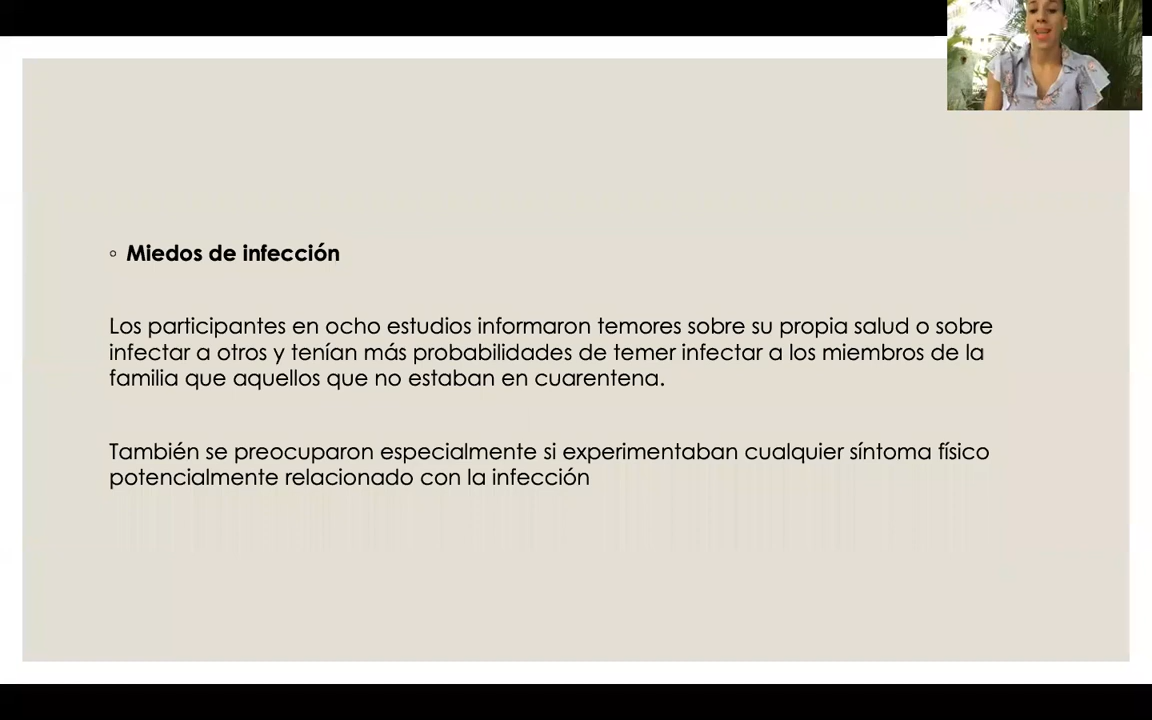 ◦ Miedos de infección
Los participantes en ocho estudios informaron temores sobre su propia salud o sobre
infectar a otros y tenían más probabilidades de temer infectar a los miembros de la
familia que aquellos que no estaban en cuarentena.
También se preocuparon especialmente si experimentaban cualquier síntoma físico
potencialmente relacionado con la infección